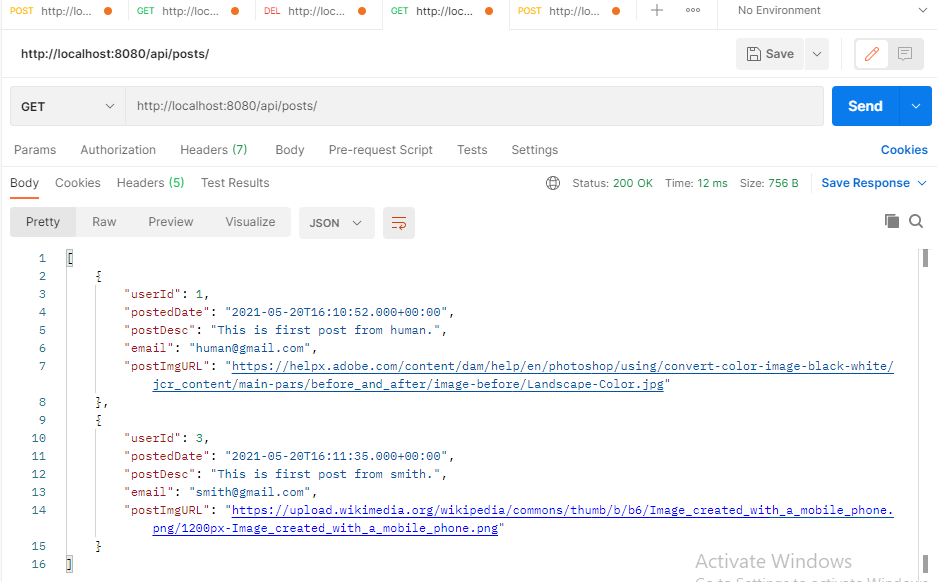 POST http://lo... GET http://loc... DEL http://loc... GET http://loc... POST http://lo... No Environment
http://localhost:8080/api/posts/ Save
GET http://localhost:8080/api/posts/ Send
Params Authorization Headers (7) Body Pre-request Script Tests Settings Cookies
Body Cookies Headers (5) Test Results Status: 200 OK Time: 12 ms Size: 756 B Save Response
Pretty Raw Preview Visualize JSON
1 [
2 {
3 "userId": 1,
4 "postedDate": "2021-05-20T16:10:52.000+00:00",
5 "postDesc": "This is first post from human.",
6 "email": "human@gmail.com",
7 "postImgURL": "https://helpx.adobe.com/content/dam/help/en/photoshop/using/convert-color-image-black-white/
jcr_content/main-pars/before_and_after/image-before/Landscape-Color.jpg"
8 },
9 {
10 "userId": 3,
11 "postedDate": "2021-05-20T16:11:35.000+00:00",
12 "postDesc": "This is first post from smith.",
13 "email": "smith@gmail.com",
14 "postImgURL": "https://upload.wikimedia.org/wikipedia/commons/thumb/b/b6/Image_created_with_a_mobile_phone.
png/1200px-Image_created_with_a_mobile_phone.png"
15 }
16 ]
Activate Windows
Go to Settings to activate Windows